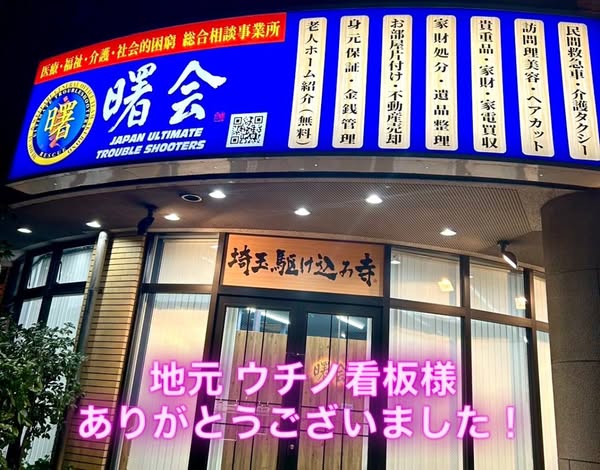 医療・福祉・介護・社会的困窮 総合相談事業所
曙会
JAPAN ULTIMATE
TROUBLE SHOOTERS
曙
RESCUE
老人ホーム紹介(無料)
身元保証・金銭管理
お部屋片付け・不動産売却
家財処分・遺品整理
貴重品・家財・家電買取
訪問理美容・ヘアカット
民間救急車・介護タクシー
埼玉駆け込み寺
曙会
地元 ウチノ看板様
ありがとうございました!